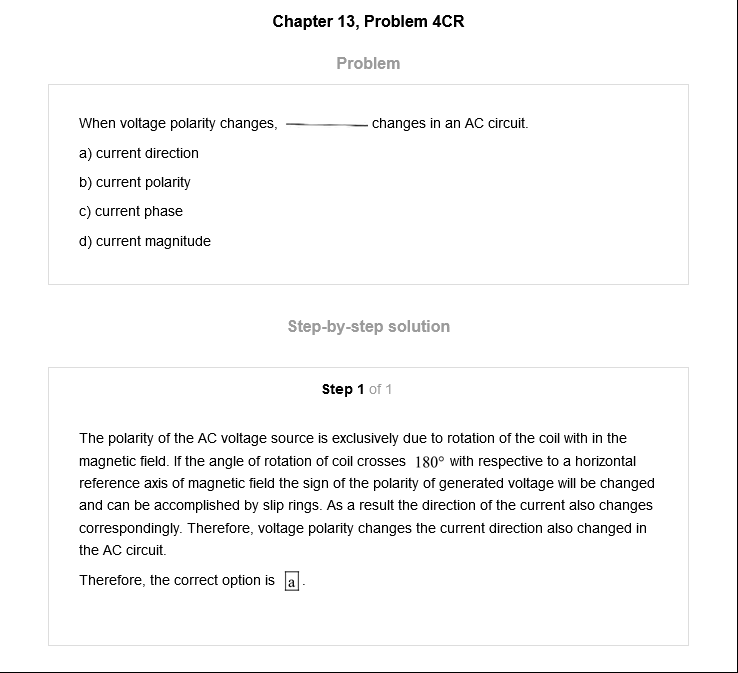 Chapter 13, Problem 4CR
Problem
When voltage polarity changes, __________ changes in an AC circuit.
a) current direction
b) current polarity
c) current phase
d) current magnitude
Step-by-step solution
Step 1 of 1
The polarity of the AC voltage source is exclusively due to rotation of the coil with in the
magnetic field. If the angle of rotation of coil crosses 180° with respective to a horizontal
reference axis of magnetic field the sign of the polarity of generated voltage will be changed
and can be accomplished by slip rings. As a result the direction of the current also changes
correspondingly. Therefore, voltage polarity changes the current direction also changed in
the AC circuit.
Therefore, the correct option is a.